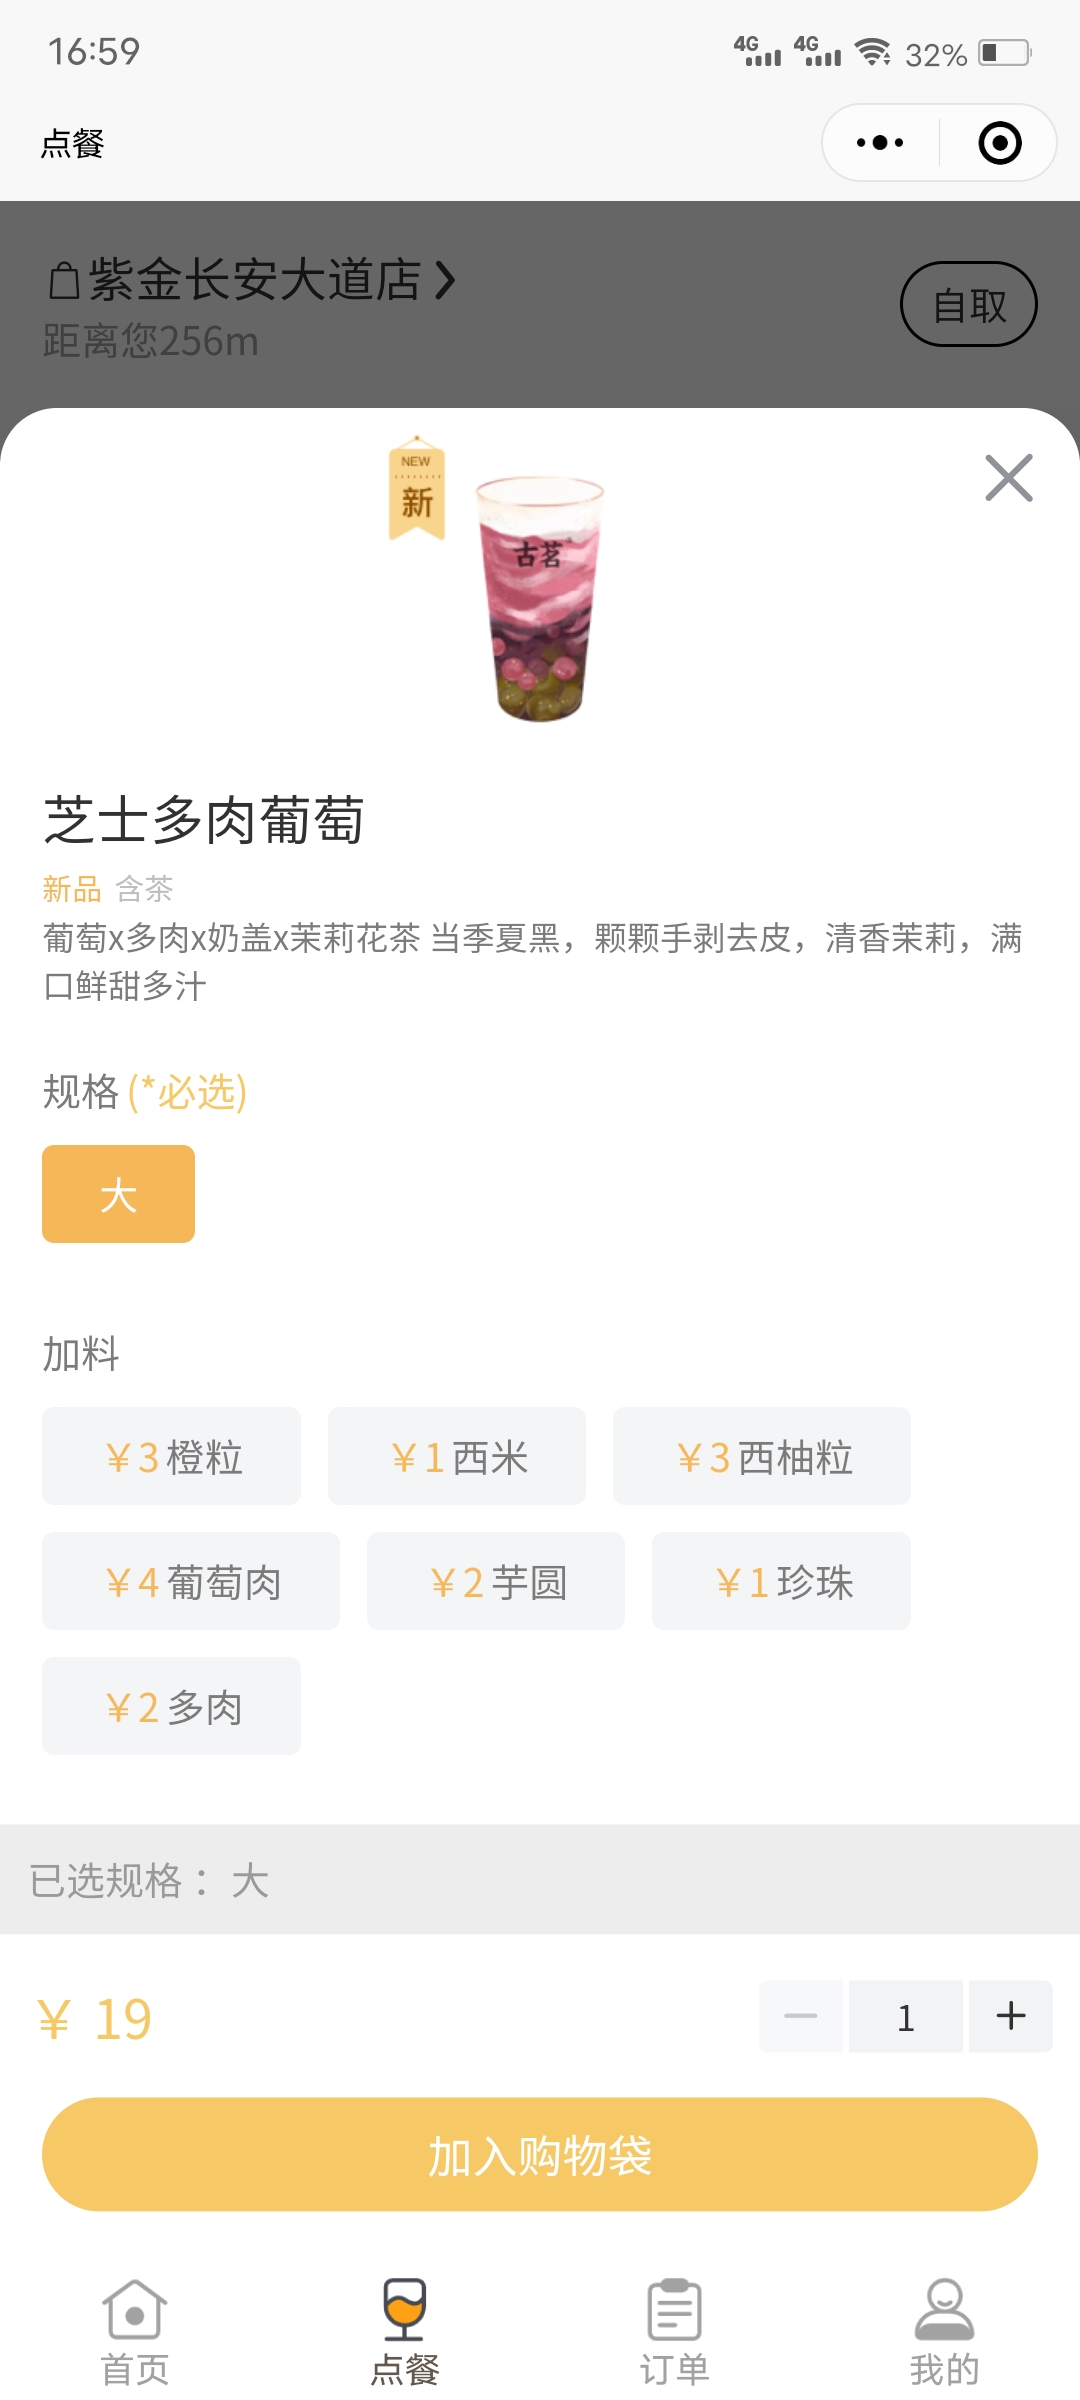 16:59
4G 4G 32%
点餐
紫金长安大道店
距离您256m
自取
NEW
新
古茗
芝士多肉葡萄
新品 含茶
葡萄x多肉x奶盖x茉莉花茶 当季夏黑，颗颗手剥去皮，清香茉莉，满
口鲜甜多汁
规格(*必选)
大
加料
￥3橙粒 ￥1西米 ￥3西柚粒
￥4葡萄肉 ￥2芋圆 ￥1珍珠
￥2多肉
已选规格： 大
￥ 19
1
加入购物袋
首页 点餐 订单 我的